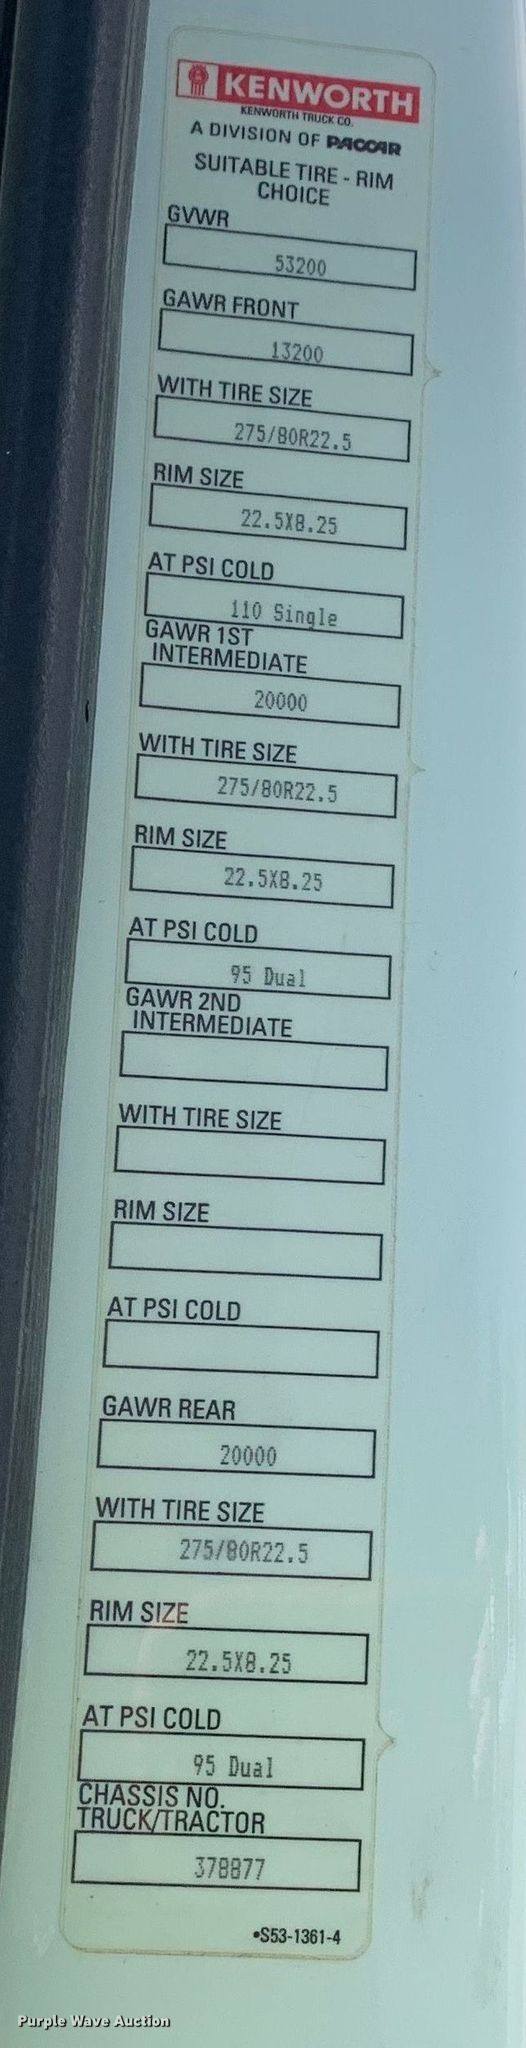 KENWORTH
KENWORTH TRUCK CO.
A DIVISION OF PACCAR
SUITABLE TIRE - RIM
CHOICE
GVWR
53200
GAWR FRONT
13200
WITH TIRE SIZE
275/80R22.5
RIM SIZE
22.5X8.25
AT PSI COLD
110 Single
GAWR 1ST
INTERMEDIATE
20000
WITH TIRE SIZE
275/80R22.5
RIM SIZE
22.5X8.25
AT PSI COLD
95 Dual
GAWR 2ND
INTERMEDIATE
WITH TIRE SIZE
RIM SIZE
AT PSI COLD
GAWR REAR
20000
WITH TIRE SIZE
275/80R22.5
RIM SIZE
22.5X8.25
AT PSI COLD
95 Dual
CHASSIS NO.
TRUCK/TRACTOR
378877
•S53-1361-4
Purple Wave Auction